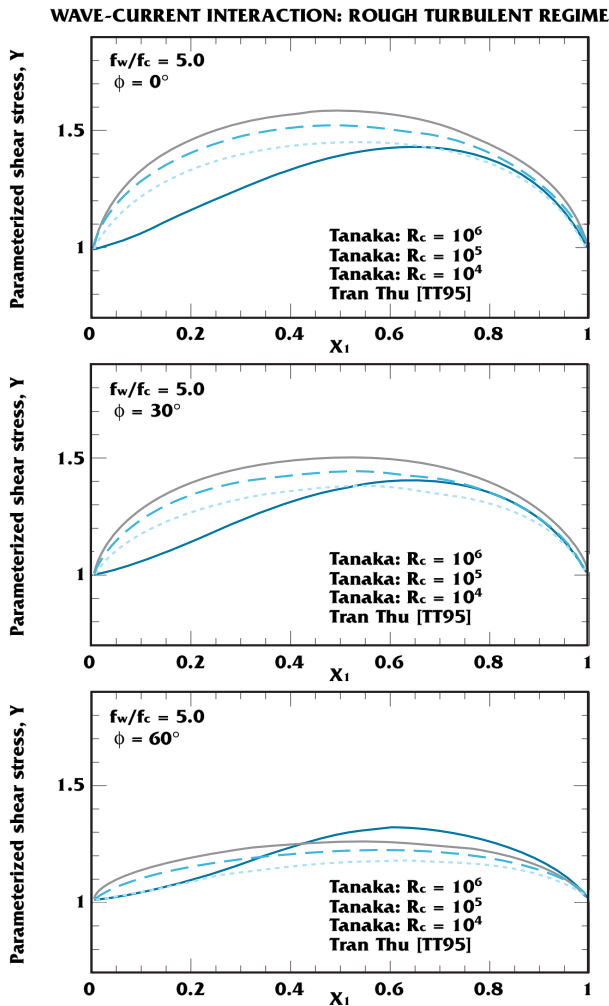 WAVE-CURRENT INTERACTION: ROUGH TURBULENT REGIME
Parameterized shear stress, Y
fw/fc = 5.0
ϕ = 0°
1.5
1
Tanaka: Rc = 10⁶
Tanaka: Rc = 10⁵
Tanaka: Rc = 10⁴
Tran Thu [TT95]
0 0.2 0.4 0.6 0.8 1
X₁
Parameterized shear stress, Y
fw/fc = 5.0
ϕ = 30°
1.5
1
Tanaka: Rc = 10⁶
Tanaka: Rc = 10⁵
Tanaka: Rc = 10⁴
Tran Thu [TT95]
0 0.2 0.4 0.6 0.8 1
X₁
Parameterized shear stress, Y
fw/fc = 5.0
ϕ = 60°
1.5
1
Tanaka: Rc = 10⁶
Tanaka: Rc = 10⁵
Tanaka: Rc = 10⁴
Tran Thu [TT95]
0 0.2 0.4 0.6 0.8 1
X₁